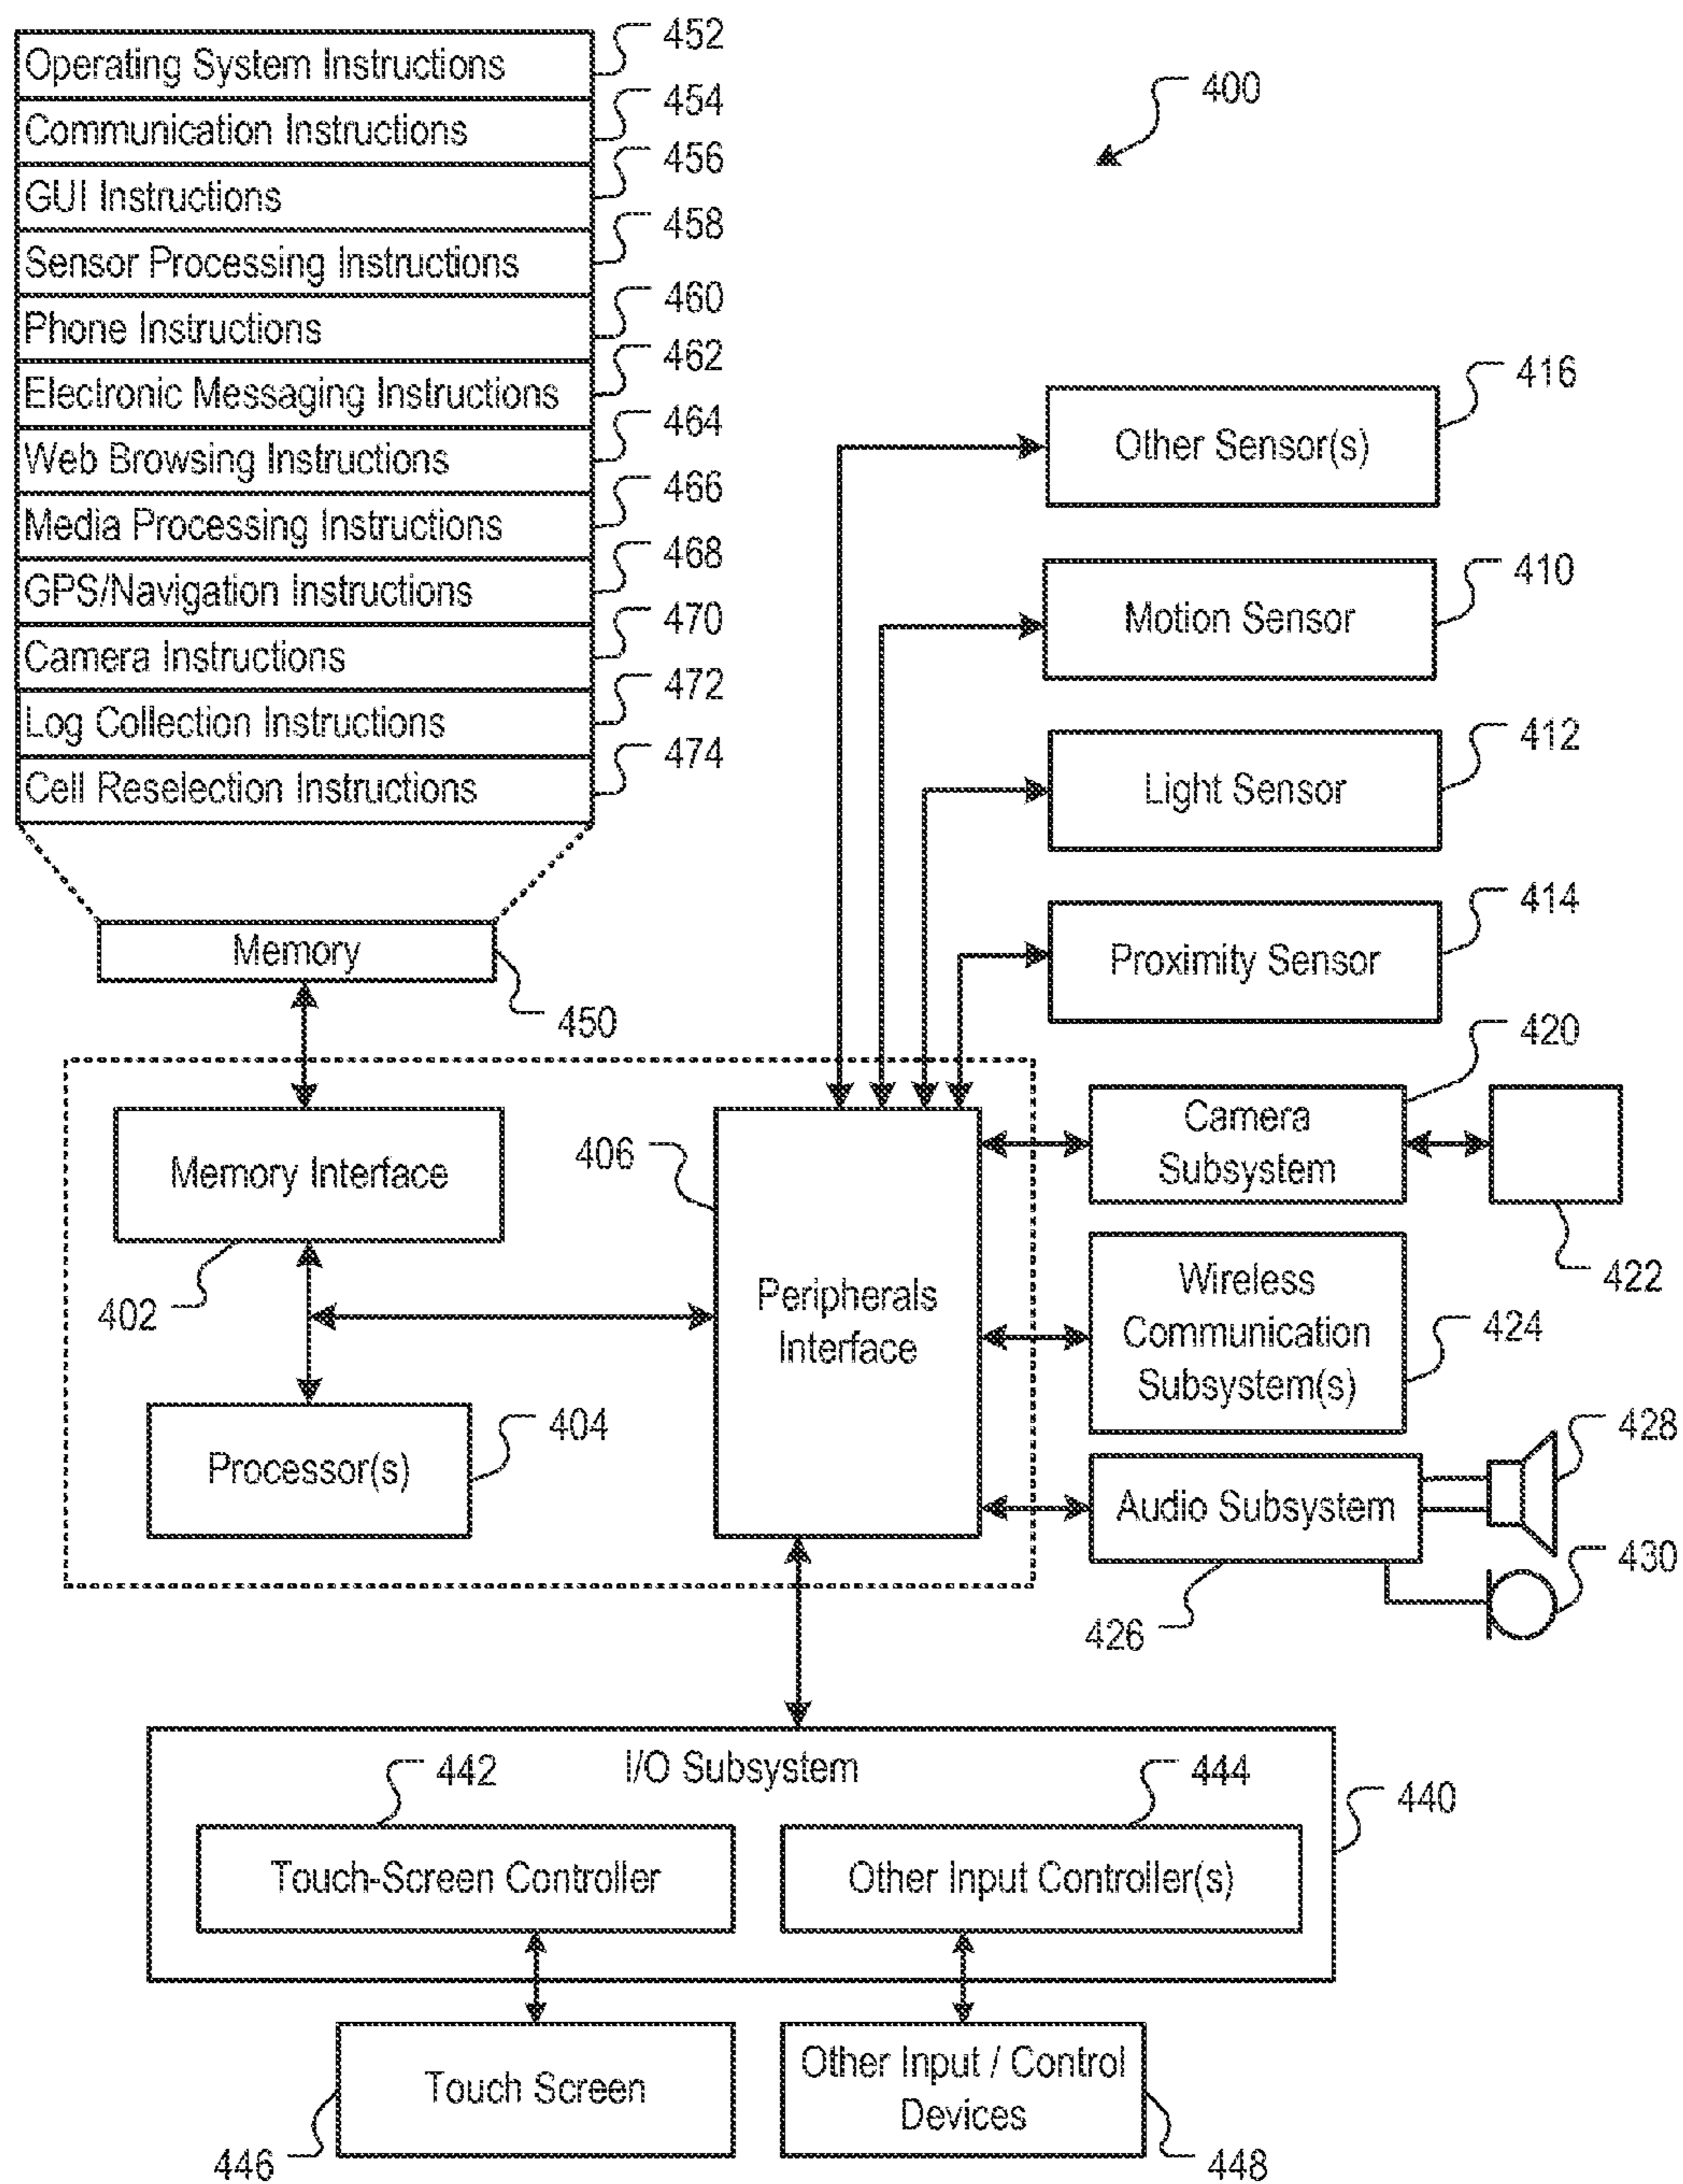 Operating System Instructions
452
Communication Instructions
454
GUI Instructions
456
Sensor Processing Instructions
458
Phone Instructions
460
Electronic Messaging Instructions
462
Web Browsing Instructions
464
Media Processing Instructions
466
GPS/Navigation Instructions
468
Camera Instructions
470
Log Collection Instructions
472
Cell Reselection Instructions
474
400
Memory
450
Other Sensor(s)
416
Motion Sensor
410
Light Sensor
412
Proximity Sensor
414
Memory Interface
402
Processor(s)
404
406
Peripherals
Interface
Camera
Subsystem
420
422
Wireless
Communication
Subsystem(s)
424
Audio Subsystem
426
428
430
I/O Subsystem
440
442
Touch-Screen Controller
444
Other Input Controller(s)
Touch Screen
446
Other Input / Control
Devices
448